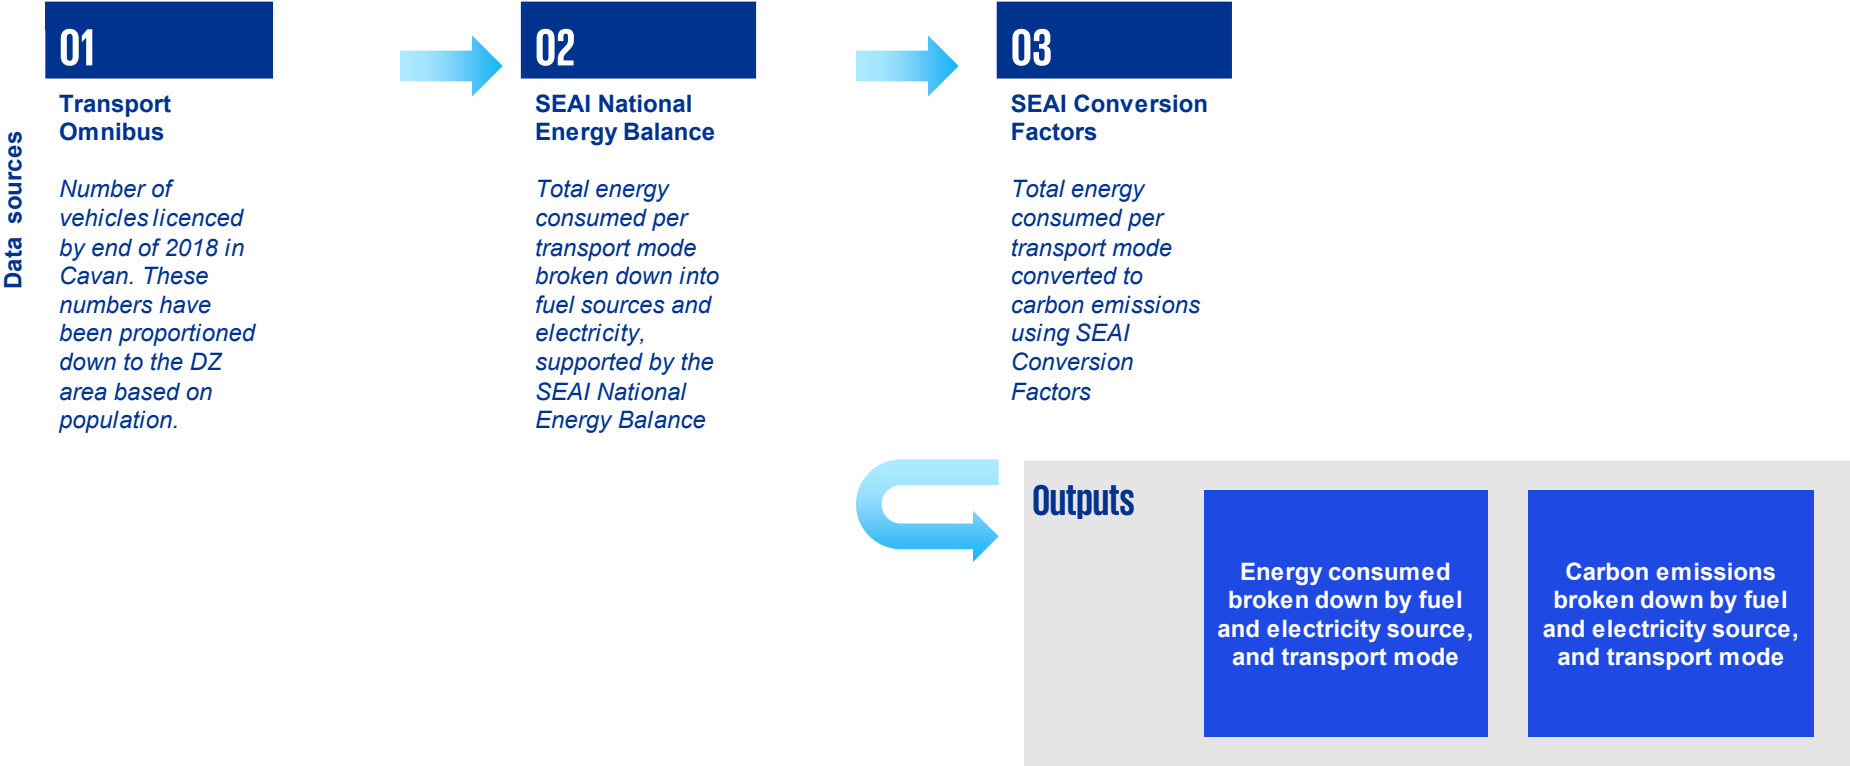 Data sources
01
Transport
Omnibus
Number of
vehicles licenced
by end of 2018 in
Cavan. These
numbers have
been proportioned
down to the DZ
area based on
population.
02
SEAI National
Energy Balance
Total energy
consumed per
transport mode
broken down into
fuel sources and
electricity,
supported by the
SEAI National
Energy Balance
03
SEAI Conversion
Factors
Total energy
consumed per
transport mode
converted to
carbon emissions
using SEAI
Conversion
Factors
Outputs
Energy consumed
broken down by fuel
and electricity source,
and transport mode
Carbon emissions
broken down by fuel
and electricity source,
and transport mode